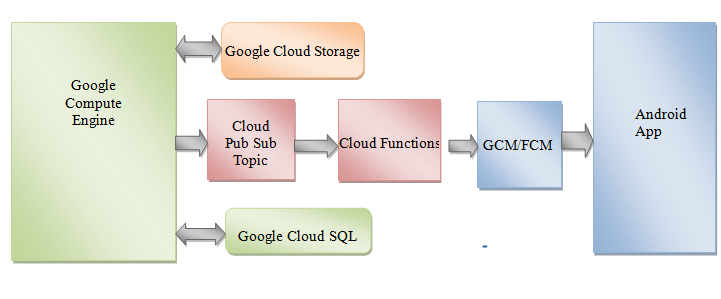 Google
Compute
Engine
Google Cloud Storage
Cloud
Pub Sub
Topic
Cloud Functions
GCM/FCM
Android
App
Google Cloud SQL